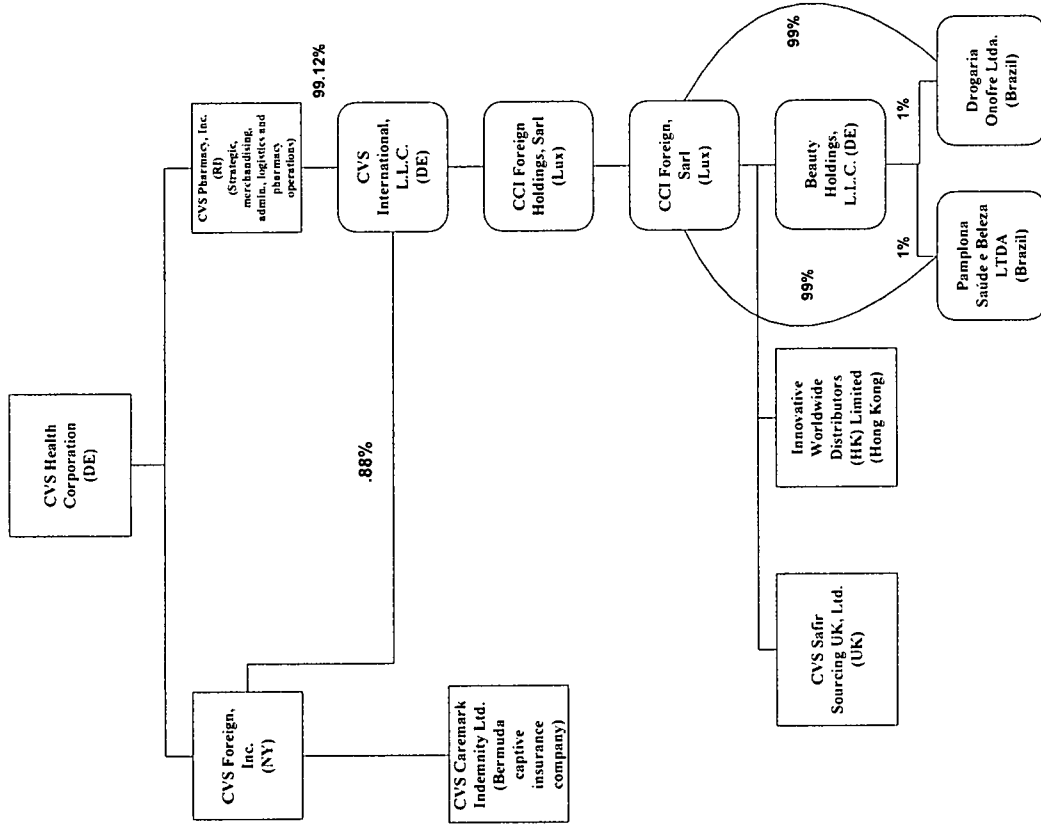 CVS Health
Corporation
(DE)
CVS Foreign,
Inc.
(NY)
CVS Pharmacy, Inc.
(RI)
(Strategic,
merchandising,
admin., logistics and
pharmacy
operations)
99.12%
CVS Caremark
Indemnity Ltd.
(Bermuda
captive
insurance
company)
.88%
CVS
International,
L.L.C.
(DE)
CCI Foreign
Holdings, Sarl
(Lux)
CCI Foreign,
Sarl
(Lux)
99%
99%
CVS Safir
Sourcing UK, Ltd.
(UK)
Innovative
Worldwide
Distributors
(HK) Limited
(Hong Kong)
Beauty
Holdings,
L.L.C. (DE)
1%
1%
Pamplona
Saúde e Beleza
LTDA
(Brazil)
Drogaria
Onofre Ltda.
(Brazil)